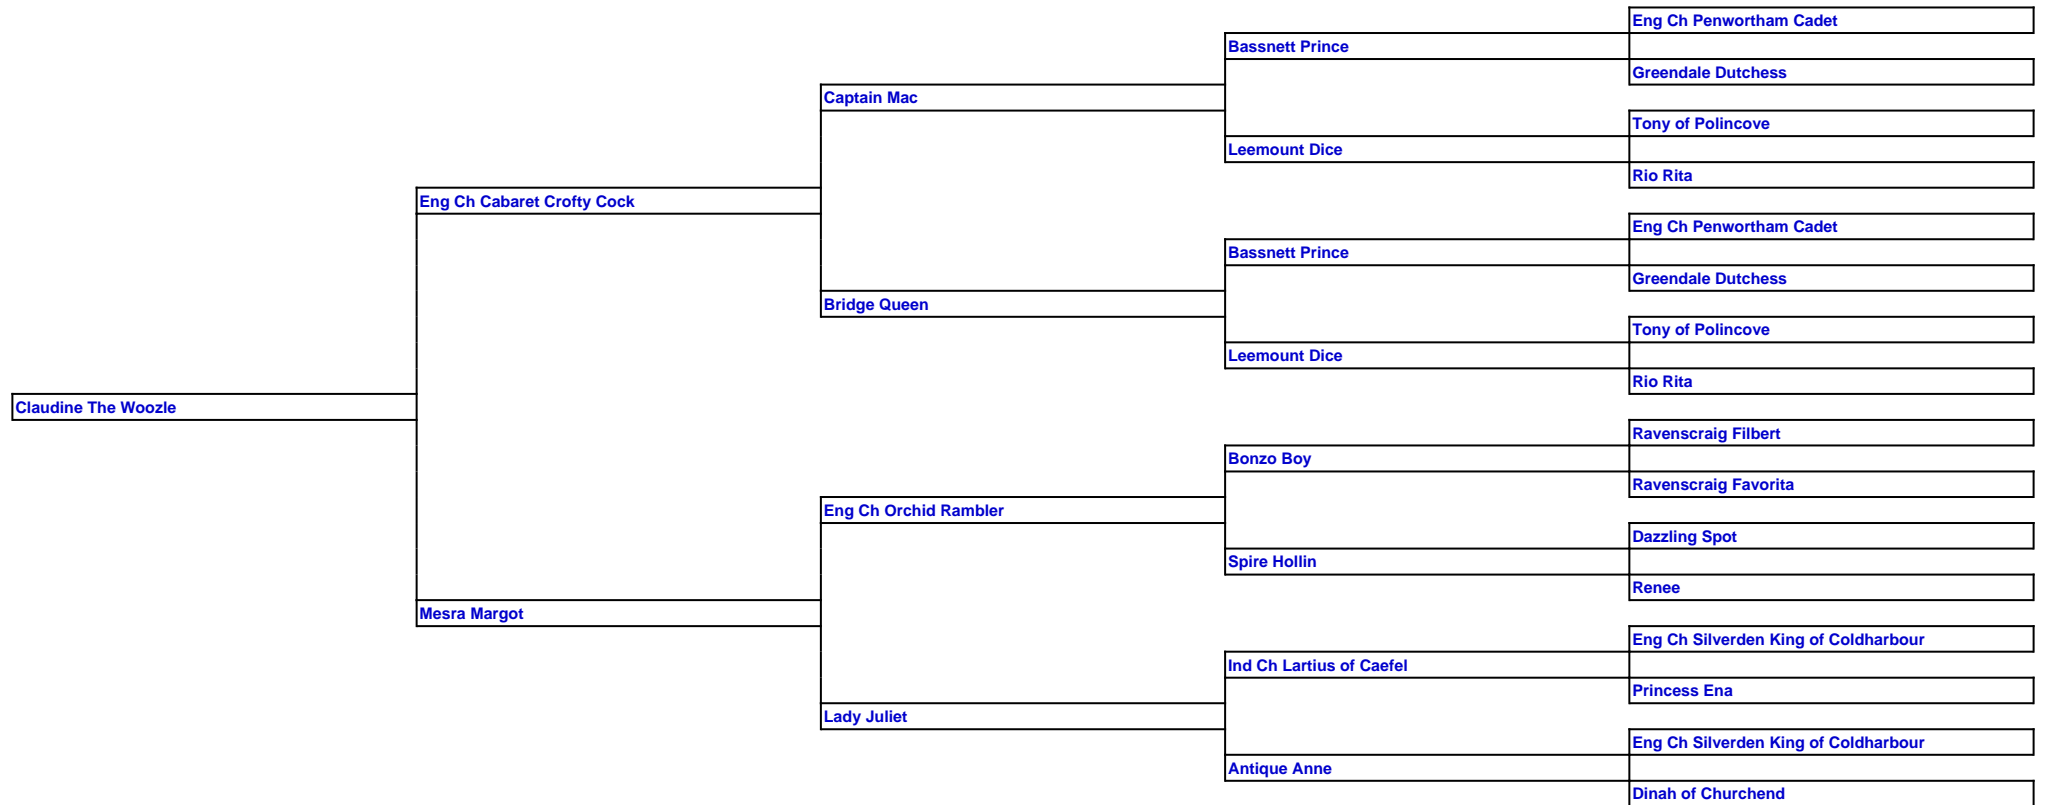 Eng Ch Penwortham Cadet
Bassnett Prince
Greendale Dutchess
Captain Mac
Tony of Polincove
Leemount Dice
Rio Rita
Eng Ch Cabaret Crofty Cock
Eng Ch Penwortham Cadet
Bassnett Prince
Greendale Dutchess
Bridge Queen
Tony of Polincove
Leemount Dice
Rio Rita
Claudine The Woozle
Ravenscraig Filbert
Bonzo Boy
Ravenscraig Favorita
Eng Ch Orchid Rambler
Dazzling Spot
Spire Hollin
Renee
Mesra Margot
Eng Ch Silverden King of Coldharbour
Ind Ch Lartius of Caefel
Princess Ena
Lady Juliet
Eng Ch Silverden King of Coldharbour
Antique Anne
Dinah of Churchend